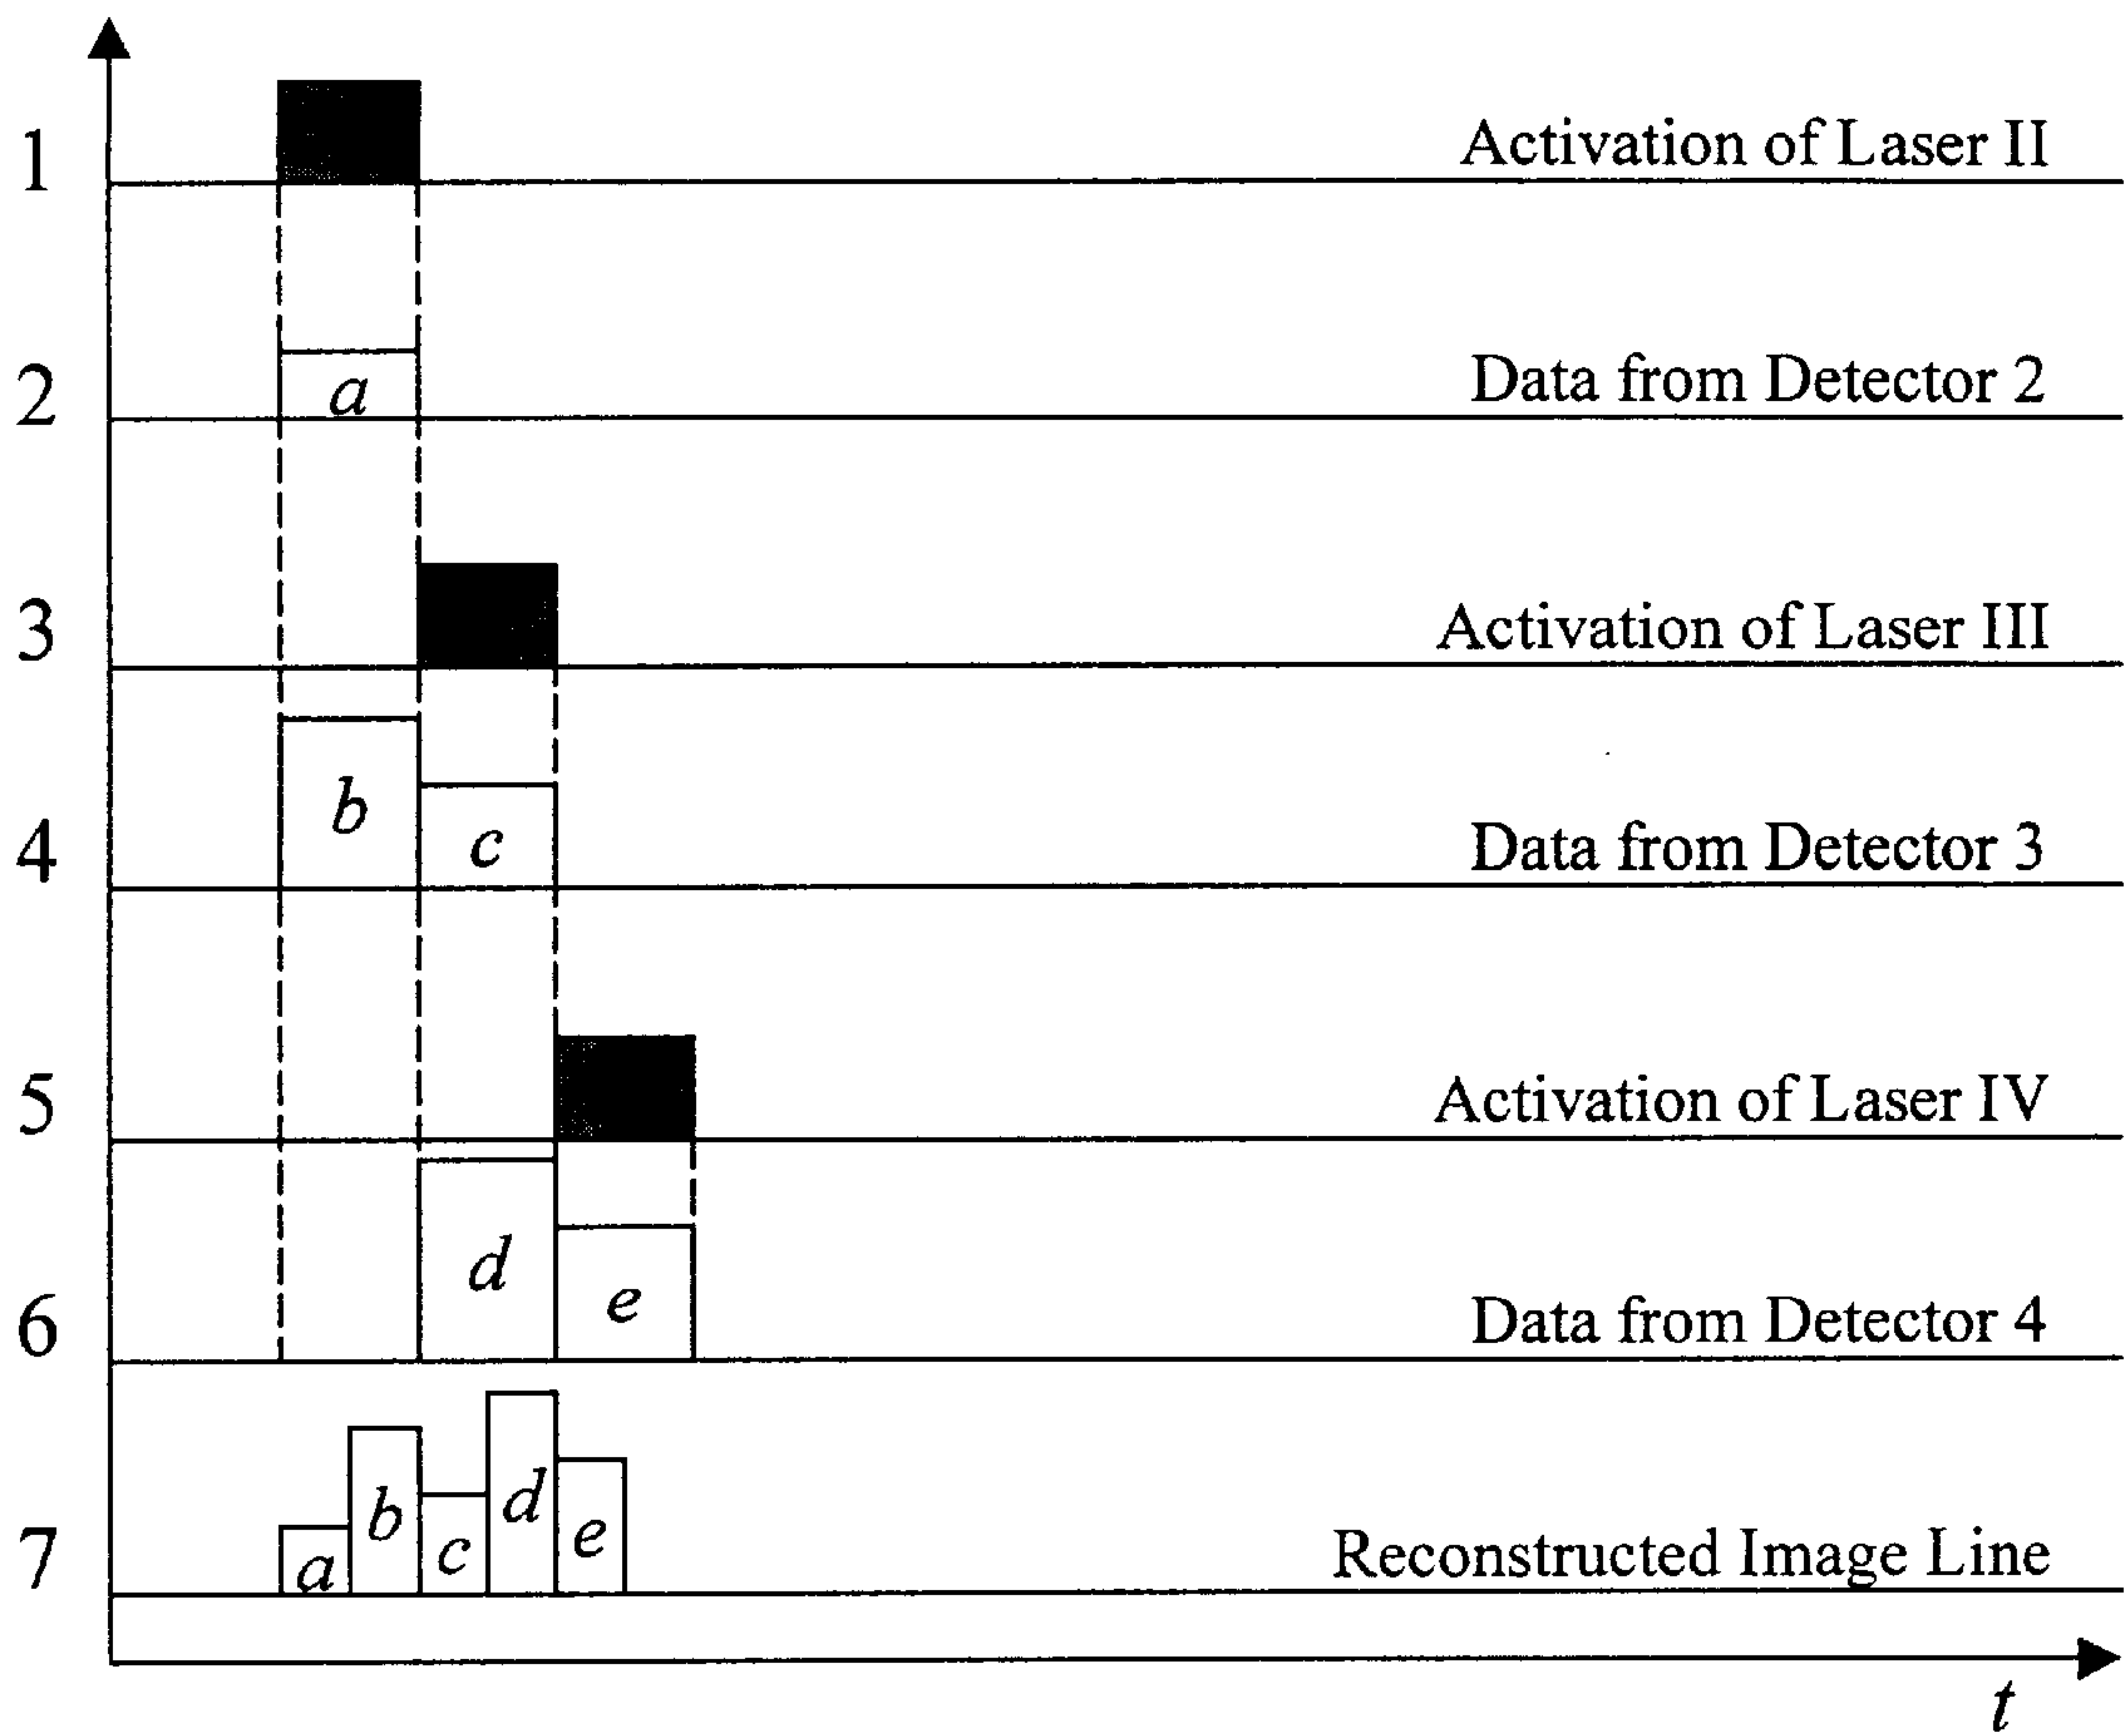 1 Activation of Laser II
2 a Data from Detector 2
3 Activation of Laser III
4 b c Data from Detector 3
5 Activation of Laser IV
6 d e Data from Detector 4
7 a b c d e Reconstructed Image Line
t